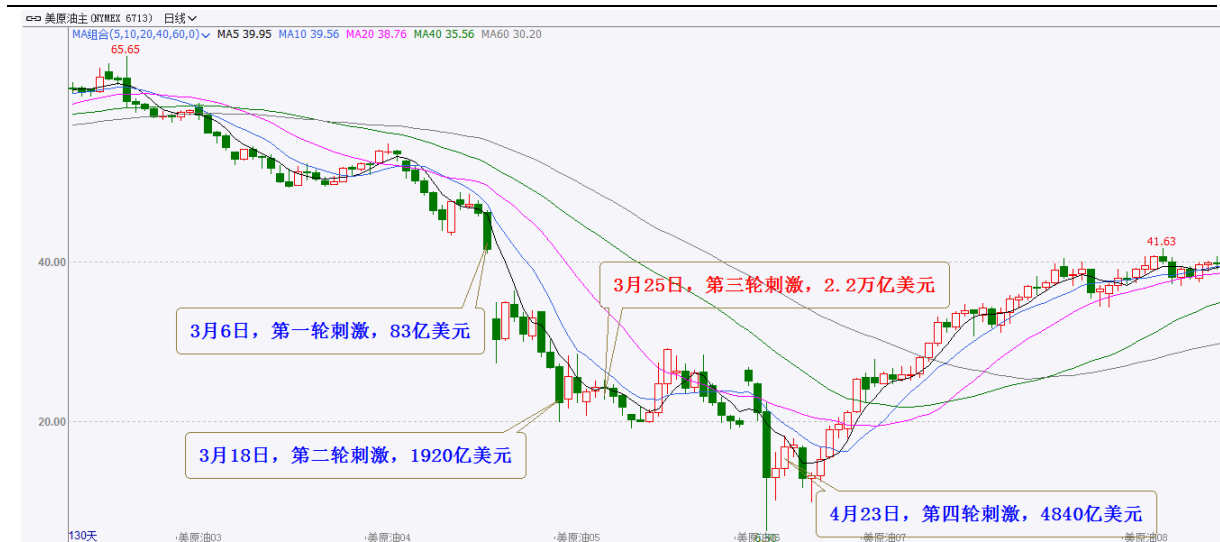 美原油主(NYMEX 6713) 日线
MA组合(5,10,20,40,60,0) MA5 39.95 MA10 39.56 MA20 38.76 MA40 35.56 MA60 30.20
65.65
41.63
40.00
3月25日，第三轮刺激，2.2万亿美元
3月6日，第一轮刺激，83亿美元
20.00
3月18日，第二轮刺激，1920亿美元
4月23日，第四轮刺激，4840亿美元
130天 美原油03 美原油04 美原油05 美原油07 美原油08